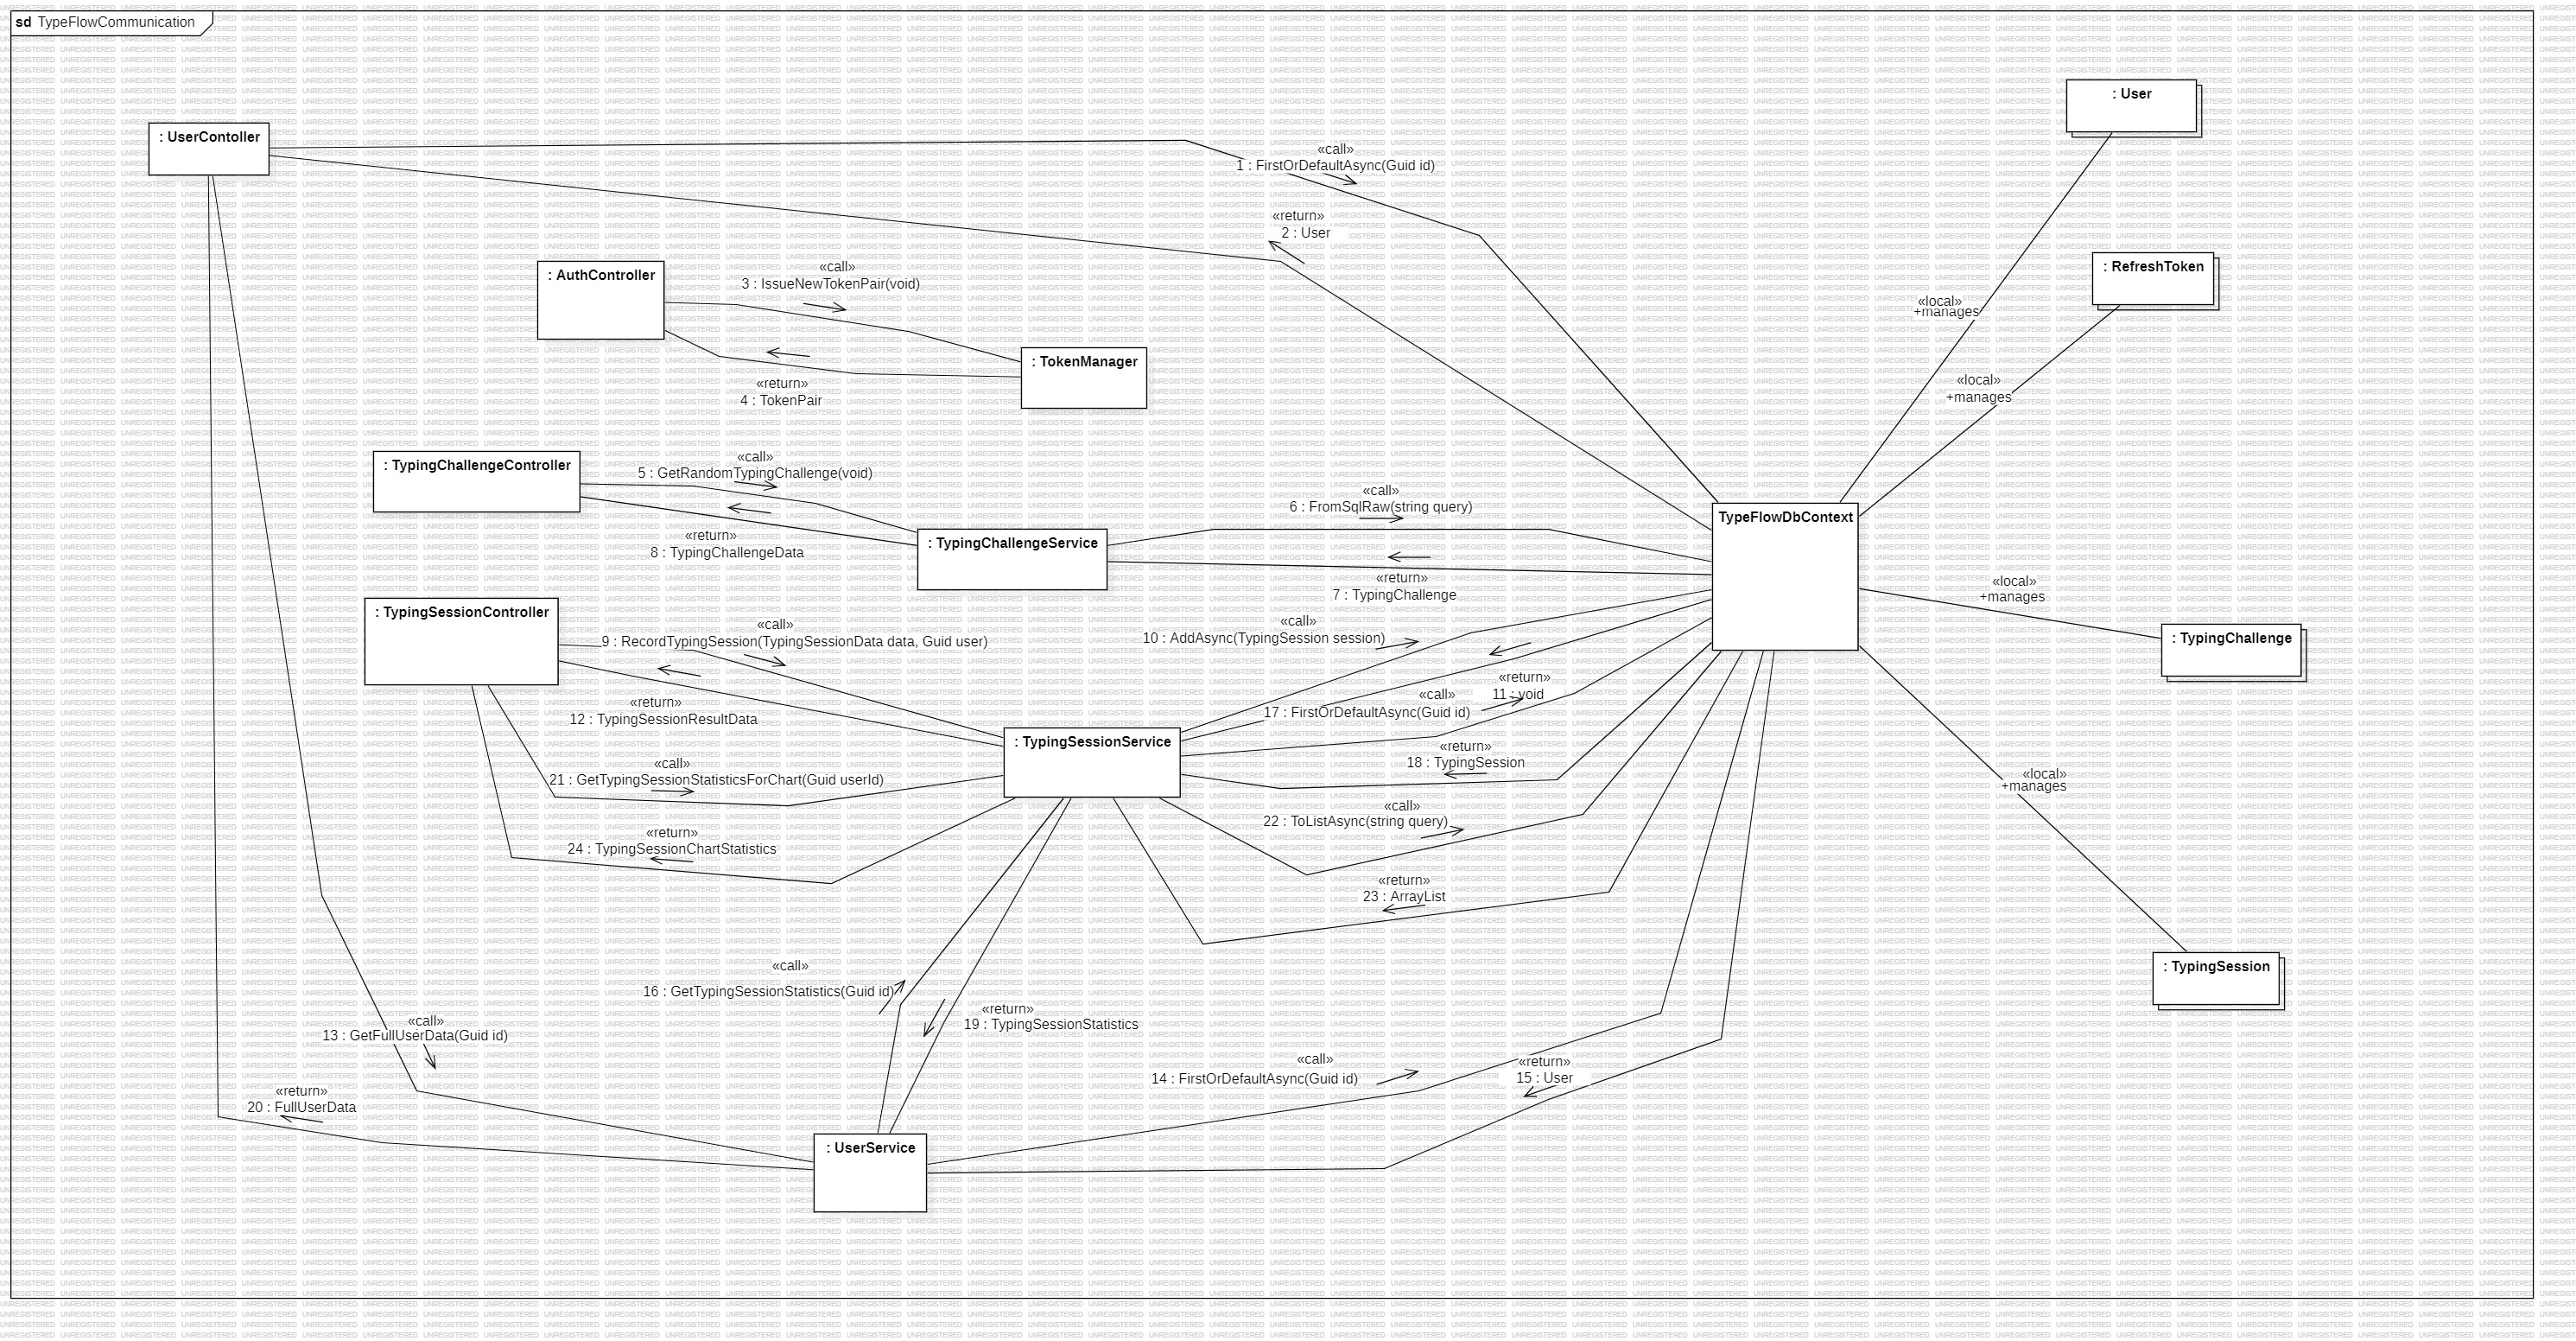 sd TypeFlowCommunication
: User
: UserContoller
«call»
1 : FirstOrDefaultAsync(Guid id)
«return»
2 : User
: RefreshToken
: AuthController
«call»
3 : IssueNewTokenPair(void)
«local»
+manages
: TokenManager
«return»
4 : TokenPair
«local»
+manages
: TypingChallengeController
«call»
5 : GetRandomTypingChallenge(void)
«call»
6 : FromSqlRaw(string query)
TypeFlowDbContext
«return»
8 : TypingChallengeData
: TypingChallengeService
«return»
7 : TypingChallenge
«local»
+manages
: TypingSessionController
«call»
9 : RecordTypingSession(TypingSessionData data, Guid user)
«call»
10 : AddAsync(TypingSession session)
: TypingChallenge
«return»
11 : void
«return»
12 : TypingSessionResultData
«call»
17 : FirstOrDefaultAsync(Guid id)
: TypingSessionService
«return»
18 : TypingSession
«call»
21 : GetTypingSessionStatisticsForChart(Guid userId)
«local»
+manages
«call»
22 : ToListAsync(string query)
«return»
24 : TypingSessionChartStatistics
«return»
23 : ArrayList
: TypingSession
«call»
16 : GetTypingSessionStatistics(Guid id)
«return»
19 : TypingSessionStatistics
«call»
13 : GetFullUserData(Guid id)
«call»
14 : FirstOrDefaultAsync(Guid id)
«return»
15 : User
«return»
20 : FullUserData
: UserService
UNREGISTERED